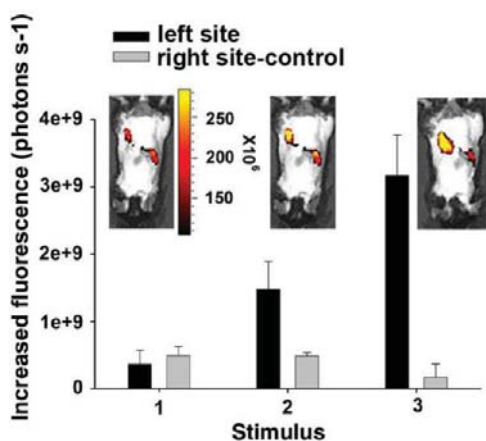 left site
right site-control
Increased fluorescence (photons s-1)
4e+9
3e+9
2e+9
1e+9
0
250
200
150
X10⁶
1
2
3
Stimulus